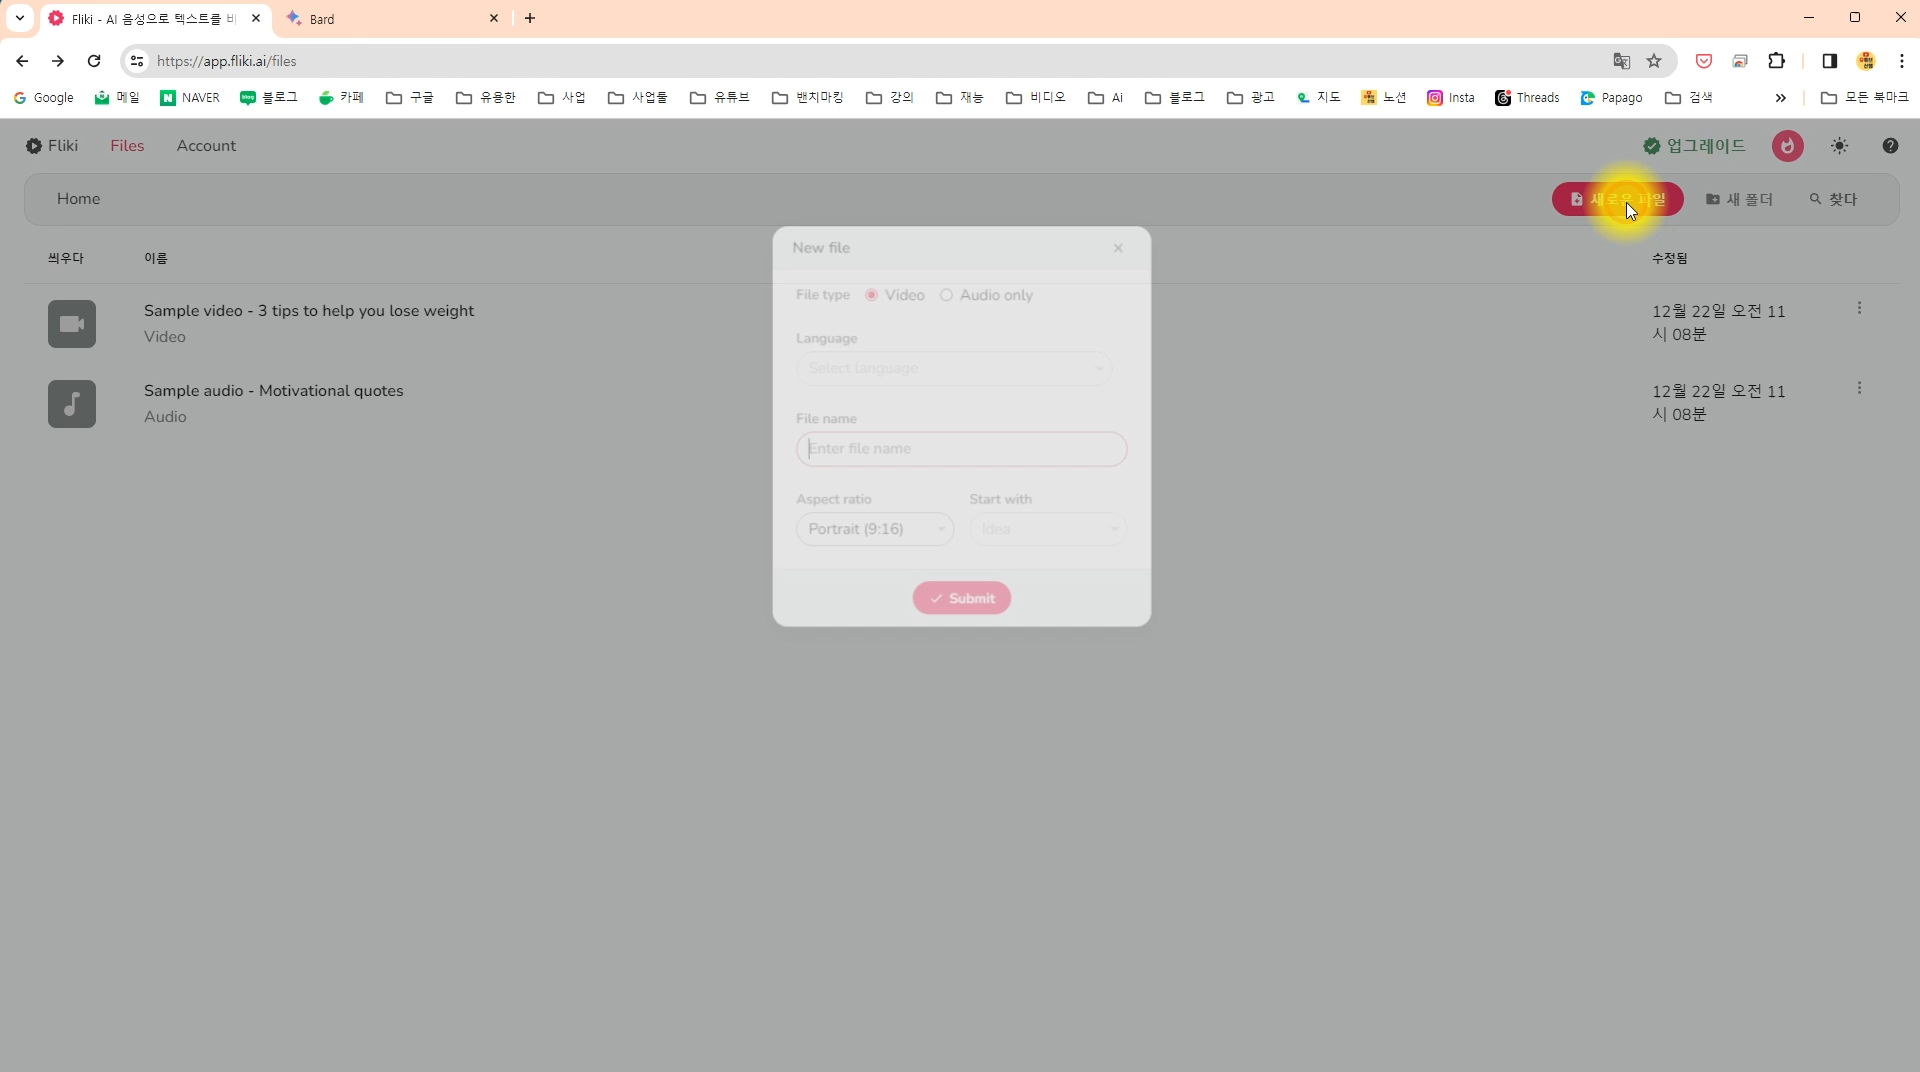 Fliki - AI 음성으로 텍스트를 비
Bard
https://app.fliki.ai/files
Google
메일
NAVER
블로그
카페
구글
유용한
사업
사업툴
유튜브
벤치마킹
강의
재능
비디오
Ai
블로그
광고
지도
노션
Insta
Threads
Papago
검색
모든 북마크
Fliki
Files
Account
업그레이드
Home
새로운 파일
새 폴더
찾다
씌우다
이름
수정됨
Sample video - 3 tips to help you lose weight
Video
12월 22일 오전 11
시 08분
Sample audio - Motivational quotes
Audio
12월 22일 오전 11
시 08분
New file
File type
Video
Audio only
Language
Select language
File name
Enter file name
Aspect ratio
Start with
Portrait (9:16)
Idea
Submit